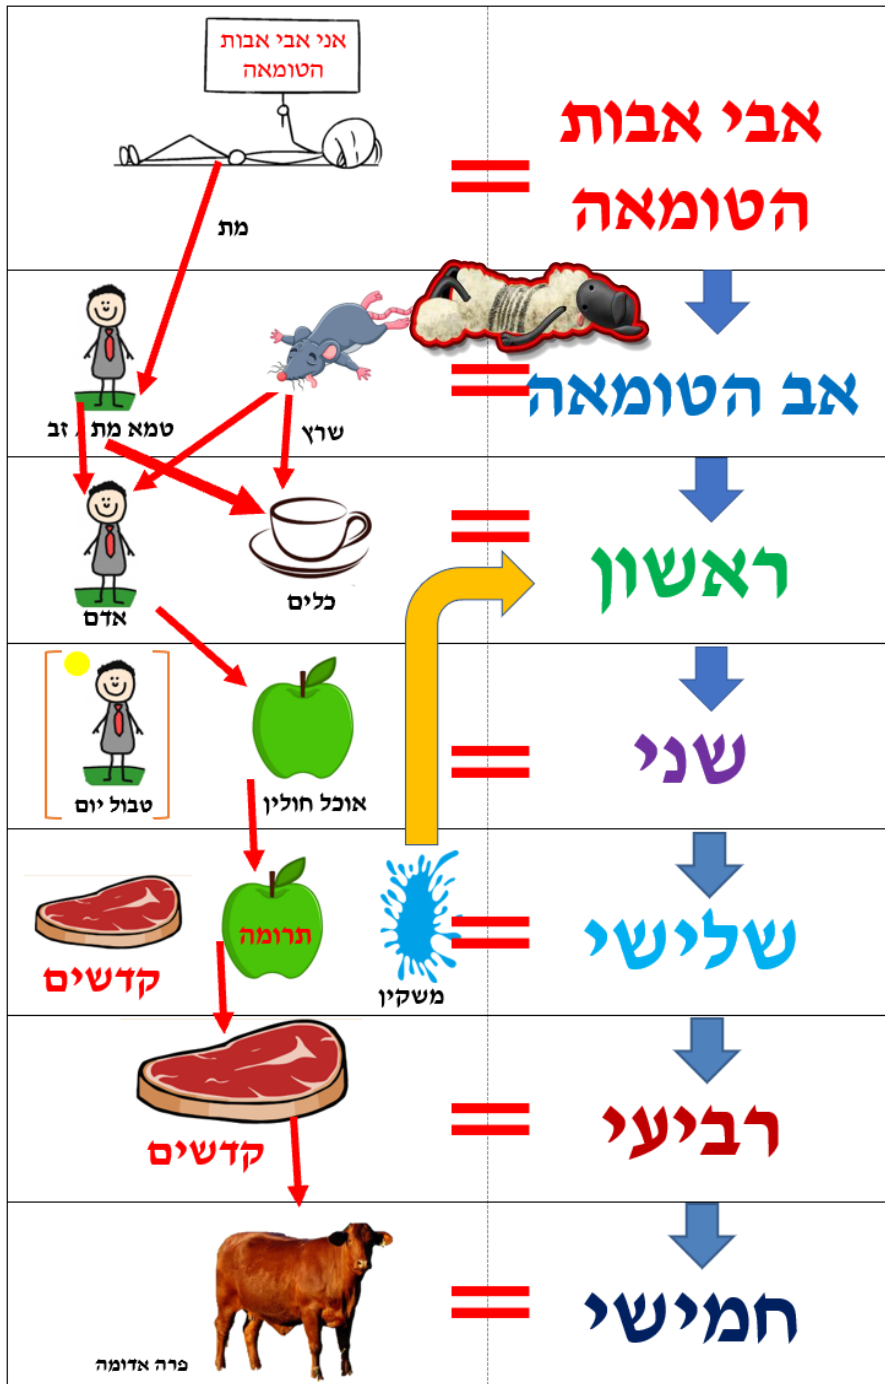 אני אבי אבות
הטומאה
אבי אבות
הטומאה
מת
אב הטומאה
שרץ
טמא מת / זב
ראשון
כלים
אדם
שני
אוכל חולין
טבול יום
שלישי
תרומה
קדשים
משקין
רביעי
קדשים
חמישי
פרה אדומה